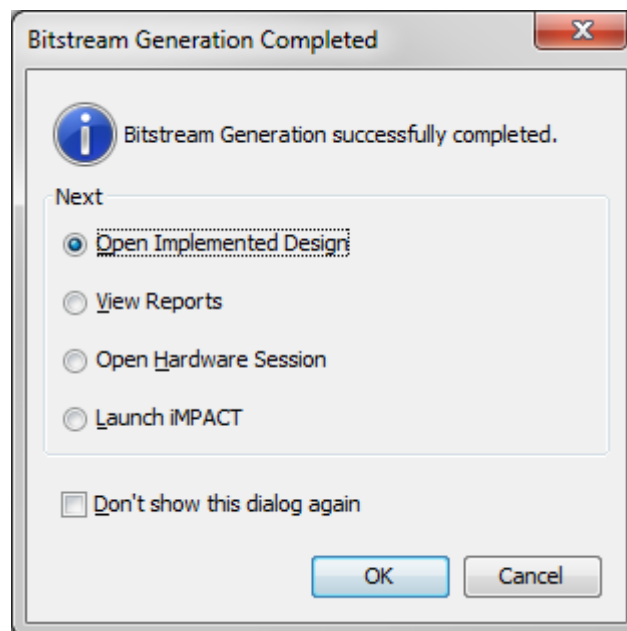 Bitstream Generation Completed
Bitstream Generation successfully completed.
Next
Open Implemented Design
View Reports
Open Hardware Session
Launch iMPACT
Don't show this dialog again
OK
Cancel